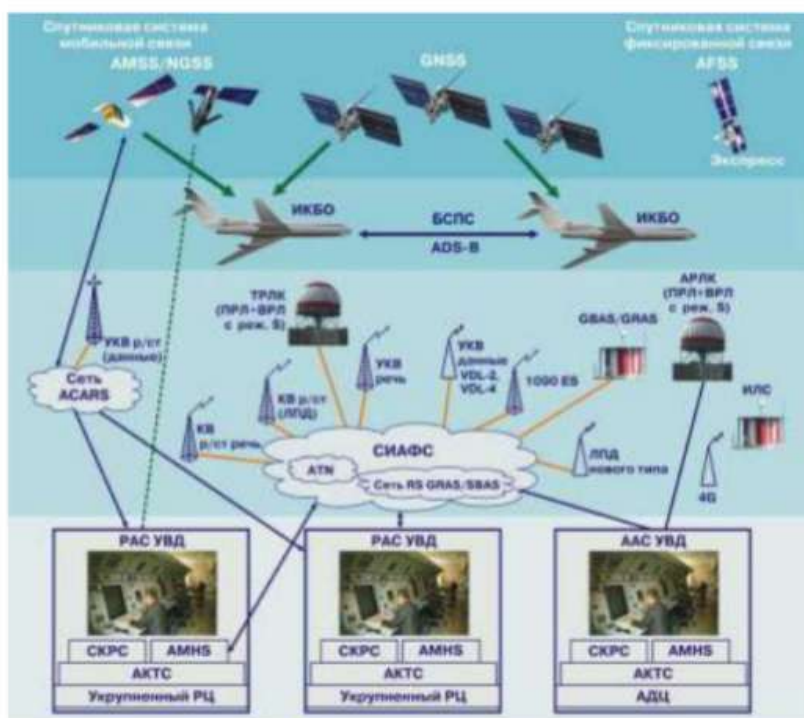 Спутниковая система
мобильной связи
AMSS/NGSS
GNSS
Спутниковая система
фиксированной связи
AFSS
Экспресс
ИКБО
БСПС
ADS-B
ИКБО
ТРЛК
(ПРЛ+ВРЛ
с реж. S)
АРЛК
(ПРЛ+ВРЛ
с реж. S)
GBAS/GRAS
УКВ р/ст
(данные)
УКВ
речь
УКВ
данные
VDL-2,
VDL-4
1090 ES
ИЛС
Сеть
ACARS
КВ р/ст
(ЛПД)
КВ
р/ст речь
СИАФС
ATN
Сеть RS GRAS/SBAS
ЛПД
нового типа
4G
РАС УВД
РАС УВД
ААС УВД
СКРС
AMHS
СКРС
AMHS
СКРС
AMHS
АКТС
АКТС
АКТС
Укрупненный РЦ
Укрупненный РЦ
АДЦ